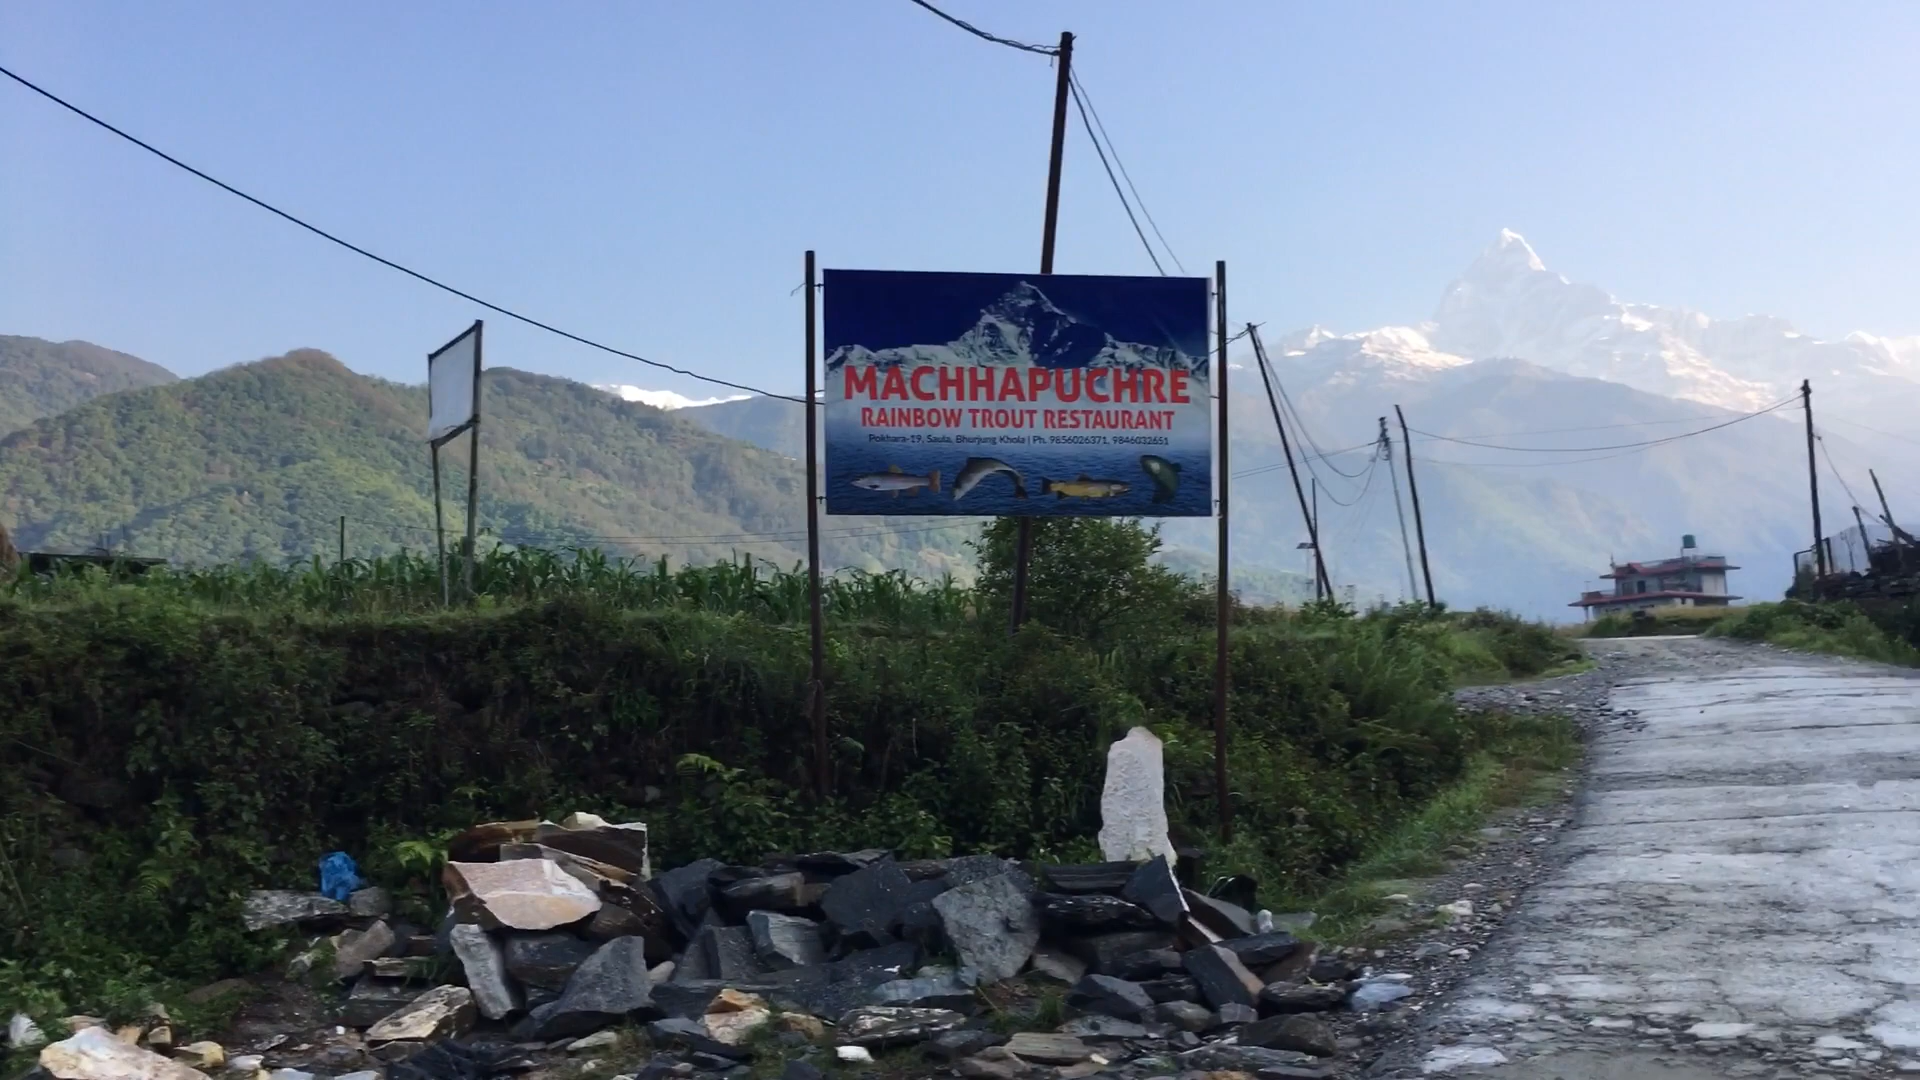 MACHHAPUCHRE
RAINBOW TROUT RESTAURANT
Pokhara-19, Saula, Bhurjung Khola | Ph. 9856026371, 9846032651